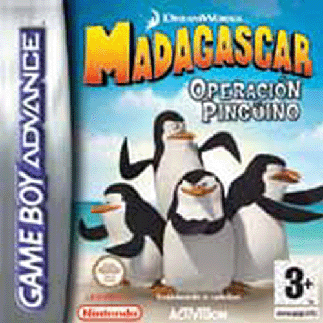 DREAMWORKS
MADAGASCAR
OPERACIÓN
PINGÜINO
GAME BOY ADVANCE
Nintendo
ACTIVISION
3+